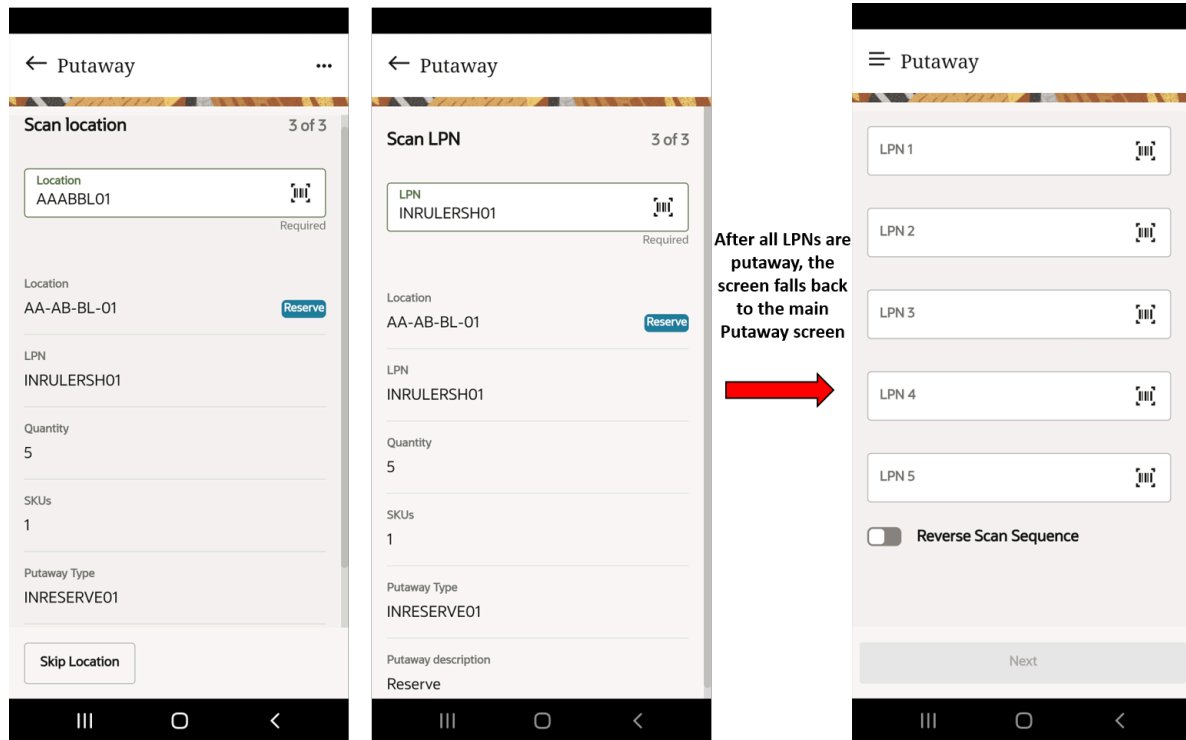 Putaway
Scan location
3 of 3
Location
AAABBL01
Required
Location
AA-AB-BL-01
Reserve
LPN
INRULERSH01
Quantity
5
SKUs
1
Putaway Type
INRESERVE01
Skip Location
Putaway
Scan LPN
3 of 3
LPN
INRULERSH01
Required
Location
AA-AB-BL-01
Reserve
LPN
INRULERSH01
Quantity
5
SKUs
1
Putaway Type
INRESERVE01
Putaway description
Reserve
After all LPNs are
putaway, the
screen falls back
to the main
Putaway screen
Putaway
LPN 1
LPN 2
LPN 3
LPN 4
LPN 5
Reverse Scan Sequence
Next